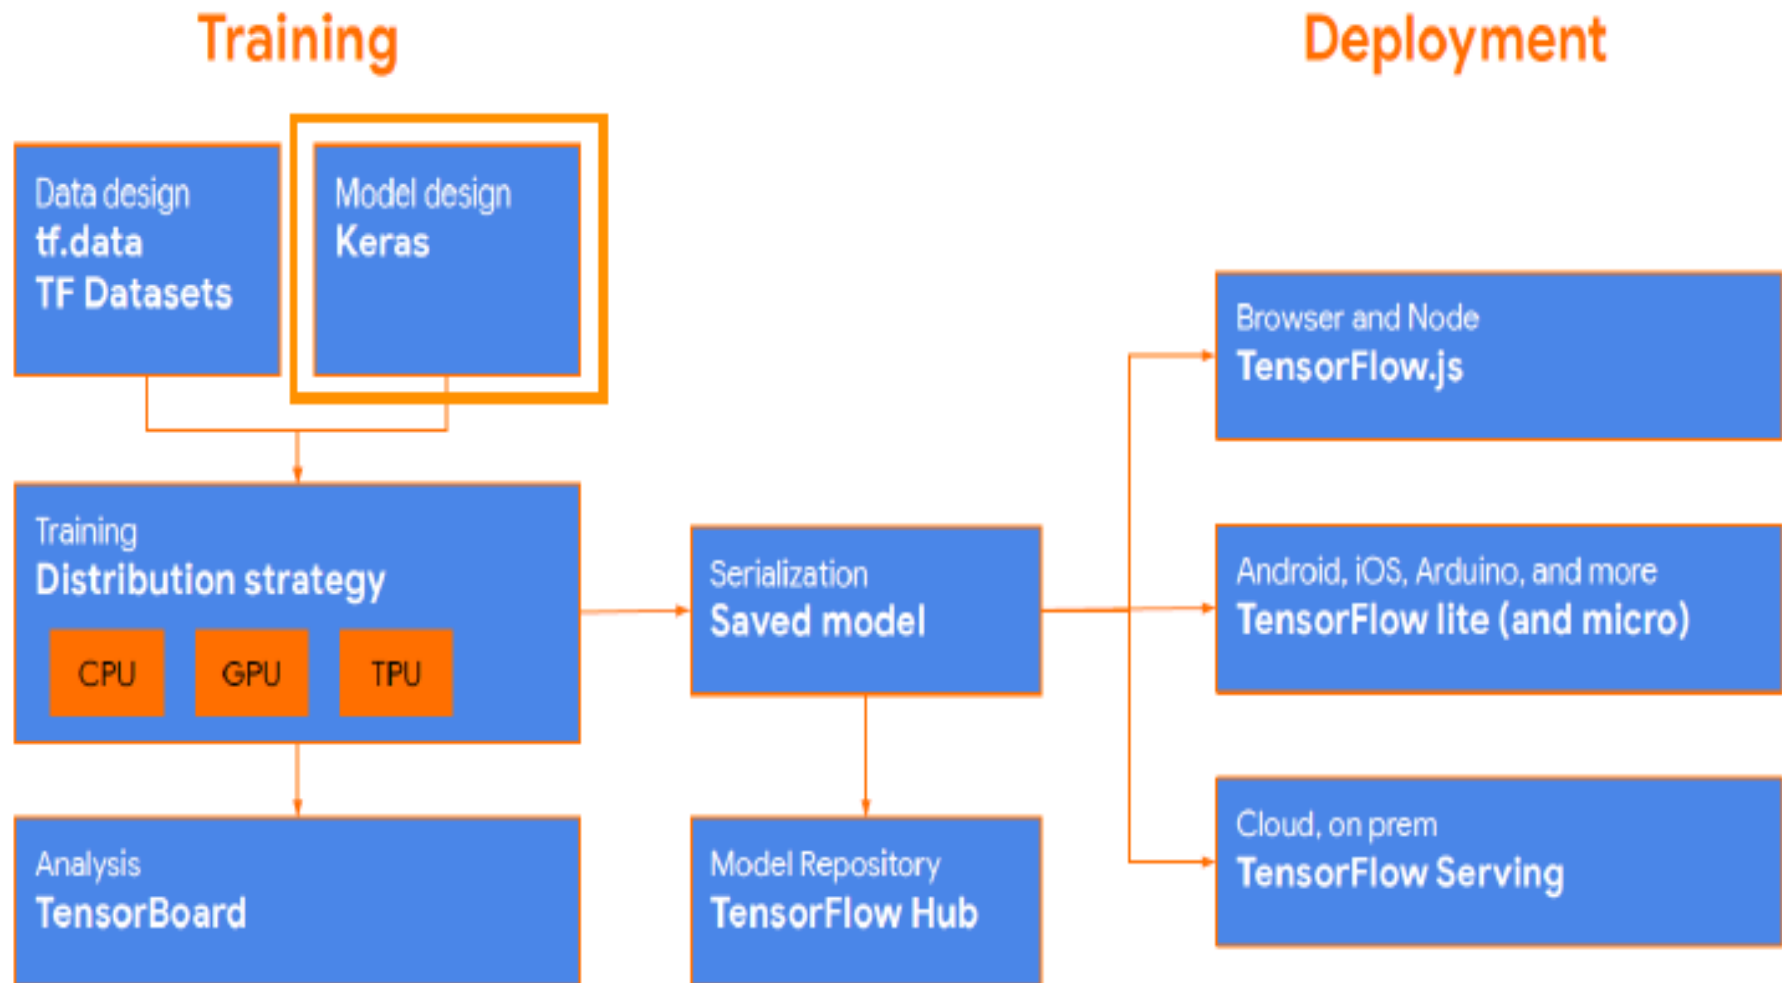 Training
Deployment
Data design
tf.data
TF Datasets
Model design
Keras
Training
Distribution strategy
CPU
GPU
TPU
Analysis
TensorBoard
Serialization
Saved model
Model Repository
TensorFlow Hub
Browser and Node
TensorFlow.js
Android, iOS, Arduino, and more
TensorFlow lite (and micro)
Cloud, on prem
TensorFlow Serving